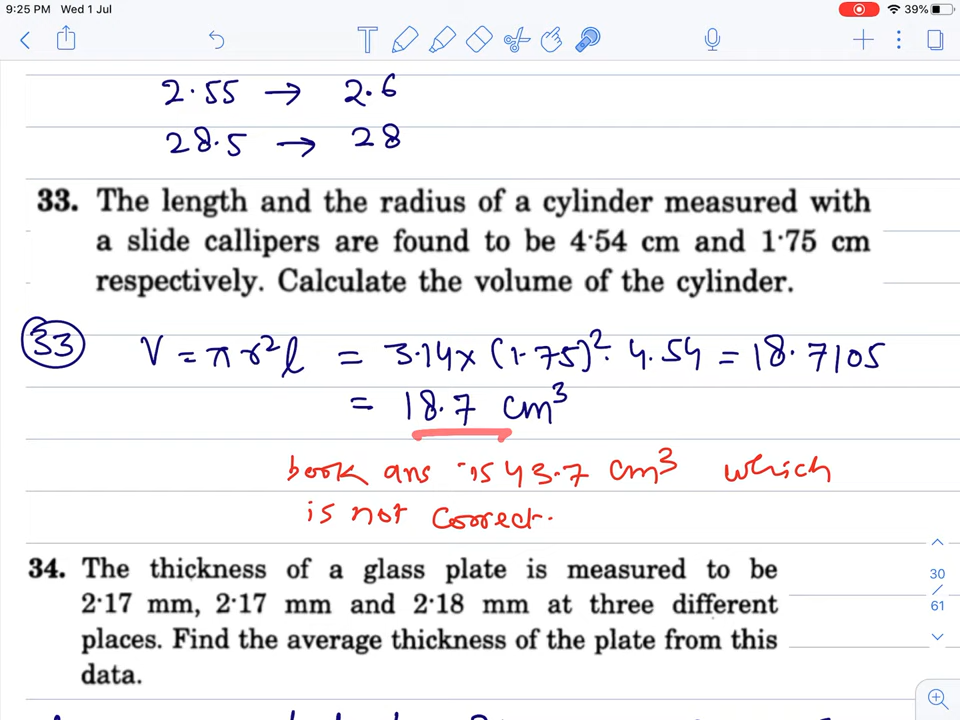 9:25 PM Wed 1 Jul 39%
T
2.55 → 2.6
28.5 → 28
33. The length and the radius of a cylinder measured with
a slide callipers are found to be 4·54 cm and 1·75 cm
respectively. Calculate the volume of the cylinder.
33 V = πr²l = 3.14x (1.75)². 4.54 = 18.7105
= 18.7 cm³
book ans is 43.7 cm³ which
is not correct.
34. The thickness of a glass plate is measured to be
2·17 mm, 2·17 mm and 2·18 mm at three different
places. Find the average thickness of the plate from this
data.
30
/
61